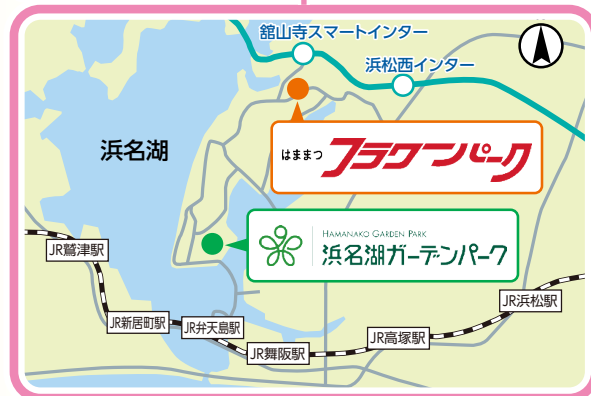 舘山寺スマートインター
浜松西インター
浜名湖
はままつ フラワーパーク
HAMANAKO GARDEN PARK
浜名湖ガーデンパーク
JR鷲津駅
JR新居町駅
JR弁天島駅
JR舞阪駅
JR高塚駅
JR浜松駅